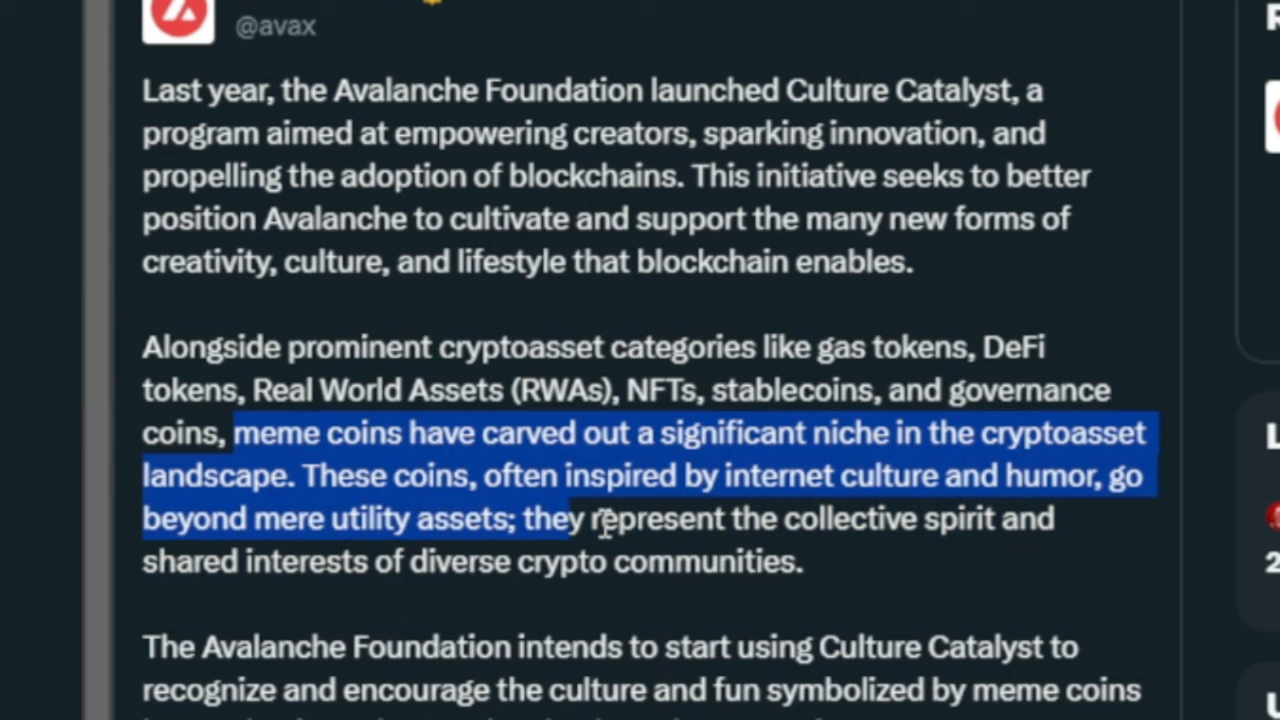 @avax
Last year, the Avalanche Foundation launched Culture Catalyst, a
program aimed at empowering creators, sparking innovation, and
propelling the adoption of blockchains. This initiative seeks to better
position Avalanche to cultivate and support the many new forms of
creativity, culture, and lifestyle that blockchain enables.
Alongside prominent cryptoasset categories like gas tokens, DeFi
tokens, Real World Assets (RWAs), NFTs, stablecoins, and governance
coins, meme coins have carved out a significant niche in the cryptoasset
landscape. These coins, often inspired by internet culture and humor, go
beyond mere utility assets; they represent the collective spirit and
shared interests of diverse crypto communities.
The Avalanche Foundation intends to start using Culture Catalyst to
recognize and encourage the culture and fun symbolized by meme coins